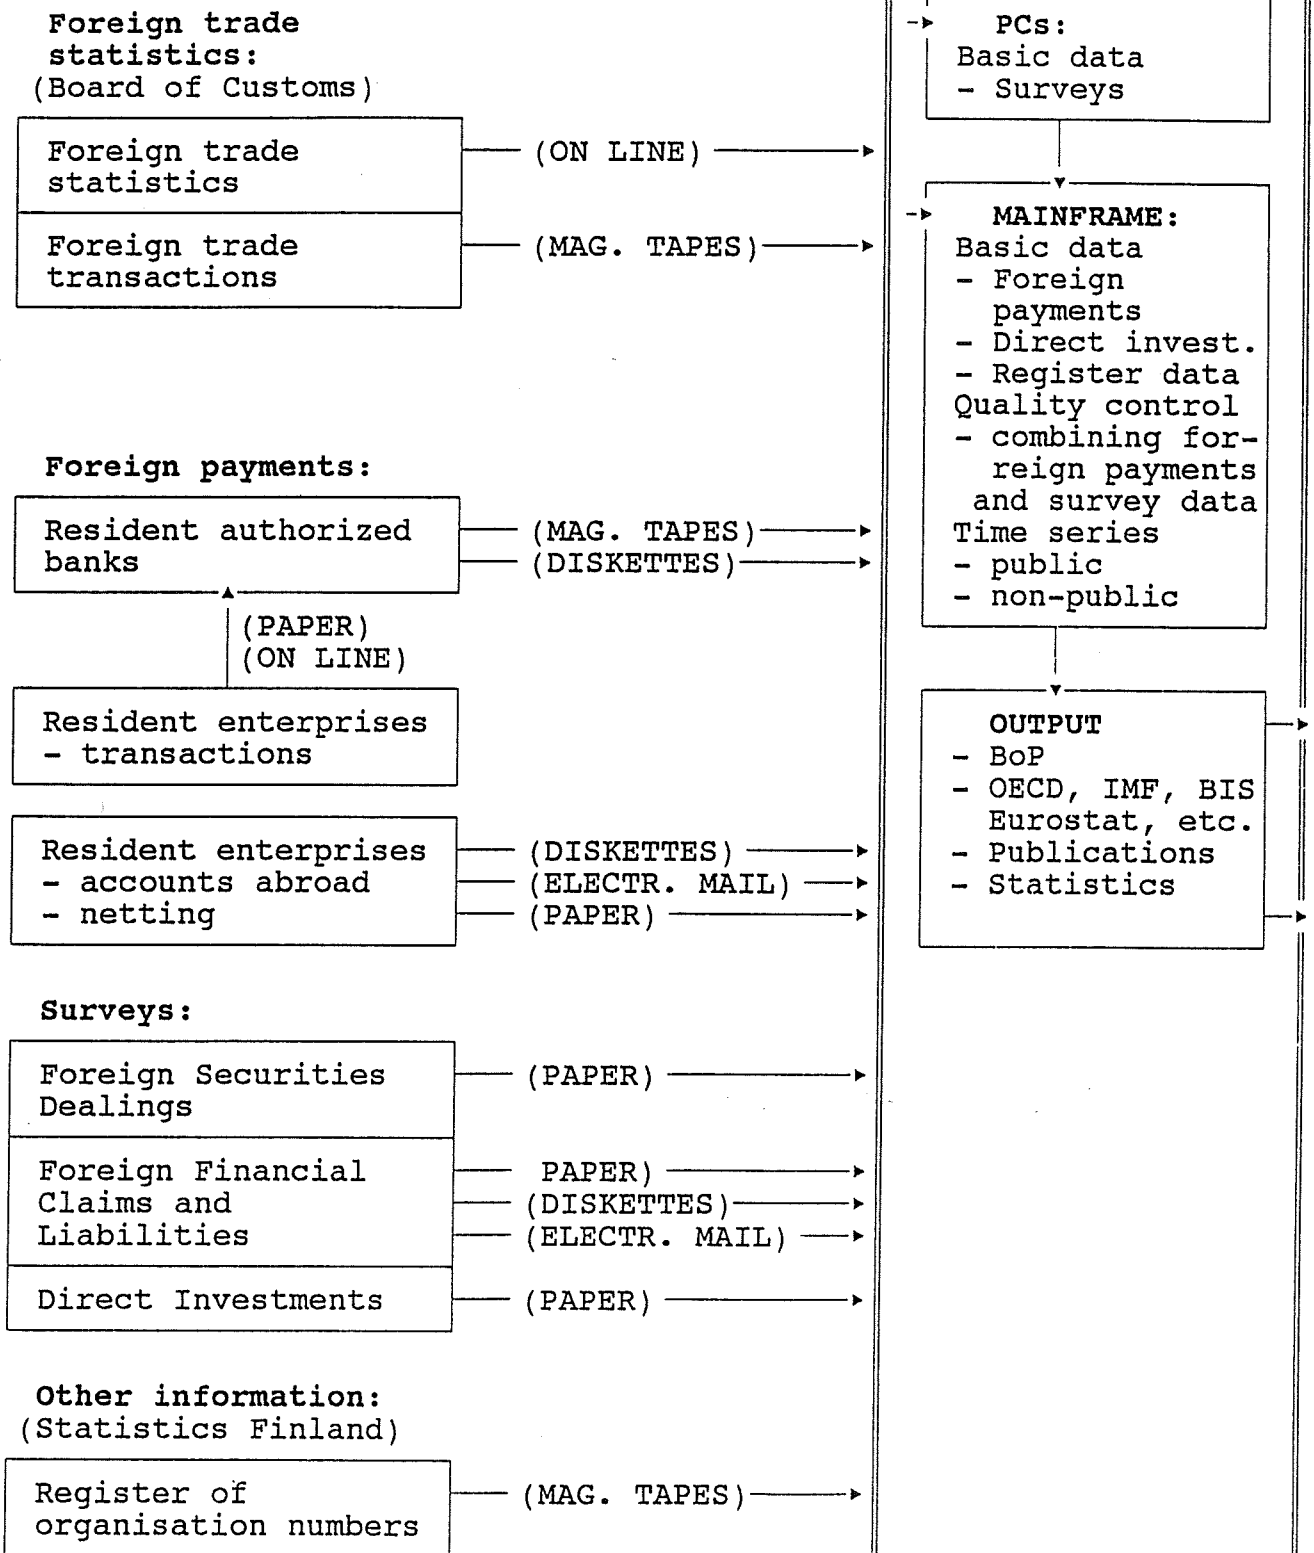 Foreign trade
statistics:
(Board of Customs)
Foreign trade
statistics
(ON LINE)
Foreign trade
transactions
(MAG. TAPES)
Foreign payments:
Resident authorized
banks
(MAG. TAPES)
(DISKETTES)
(PAPER)
(ON LINE)
Resident enterprises
- transactions
Resident enterprises
- accounts abroad
- netting
(DISKETTES)
(ELECTR. MAIL)
(PAPER)
Surveys:
Foreign Securities
Dealings
(PAPER)
Foreign Financial
Claims and
Liabilities
PAPER)
(DISKETTES)
(ELECTR. MAIL)
Direct Investments
(PAPER)
Other information:
(Statistics Finland)
Register of
organisation numbers
(MAG. TAPES)
PCs:
Basic data
- Surveys
MAINFRAME:
Basic data
- Foreign
payments
- Direct invest.
- Register data
Quality control
- combining for-
reign payments
and survey data
Time series
- public
- non-public
OUTPUT
- BoP
- OECD, IMF, BIS
Eurostat, etc.
- Publications
- Statistics